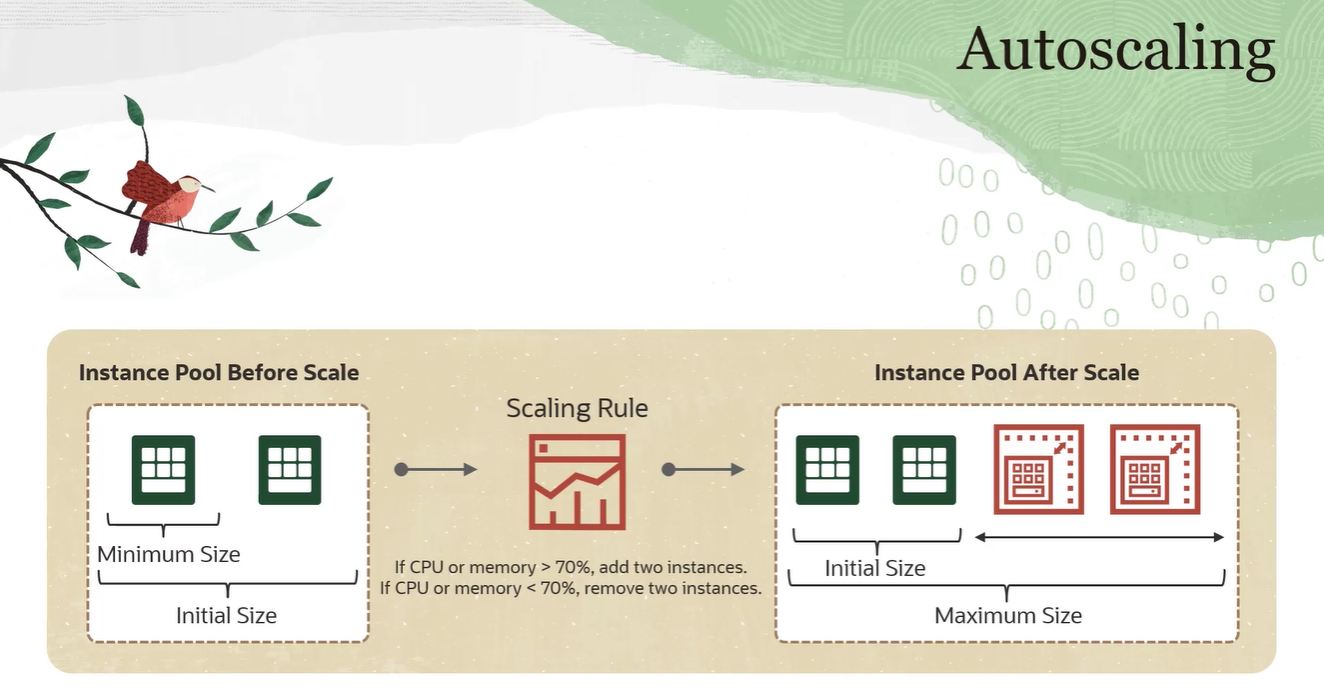 Autoscaling
Instance Pool Before Scale
Minimum Size
Initial Size
Scaling Rule
If CPU or memory > 70%, add two instances.
If CPU or memory < 70%, remove two instances.
Instance Pool After Scale
Initial Size
Maximum Size